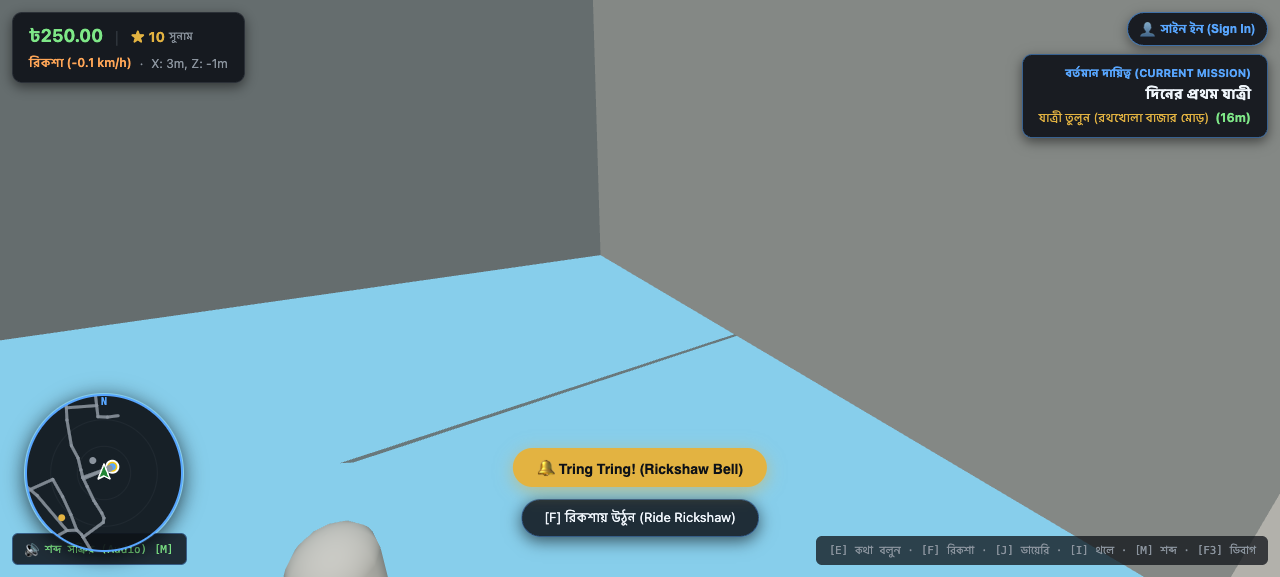 ৳250.00 | ⭐ 10 সুনাম
রিকশা (-0.1 km/h) · X: 3m, Z: -1m
👤 সাইন ইন (Sign In)
বর্তমান দায়িত্ব (CURRENT MISSION)
দিনের প্রথম যাত্রী
যাত্রী তুলুন (রথখোলা বাজার মোড়) (16m)
N
🔔 Tring Tring! (Rickshaw Bell)
[F] রিকশায় উঠুন (Ride Rickshaw)
শব্দ [M]
[E] কথা বলুন · [F] রিকশা · [J] ডায়েরি · [I] থলে · [M] শব্দ · [F3] ডিবাগ